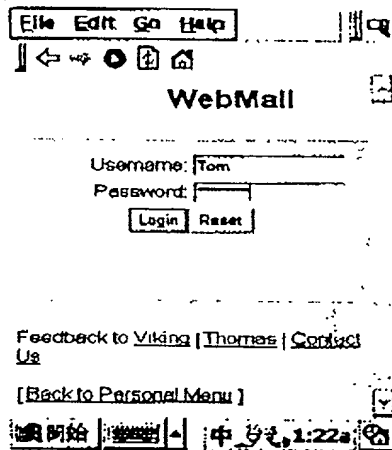 File Edit Go Help
WebMail
Username: Tom
Password:
Login Reset
Feedback to Viking | Thomas | Contact
Us
[ Back to Personal Menu ]
開始 中 1:22a